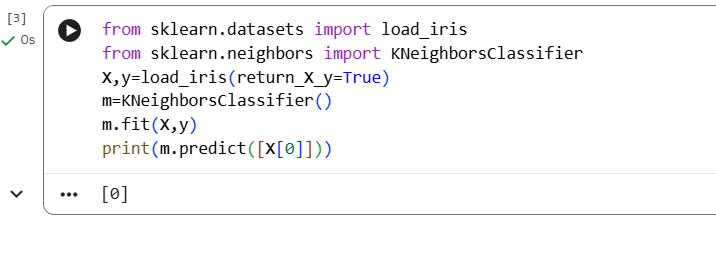 [3]
0s
from sklearn.datasets import load_iris
from sklearn.neighbors import KNeighborsClassifier
X,y=load_iris(return_X_y=True)
m=KNeighborsClassifier()
m.fit(X,y)
print(m.predict([X[0]]))
[0]